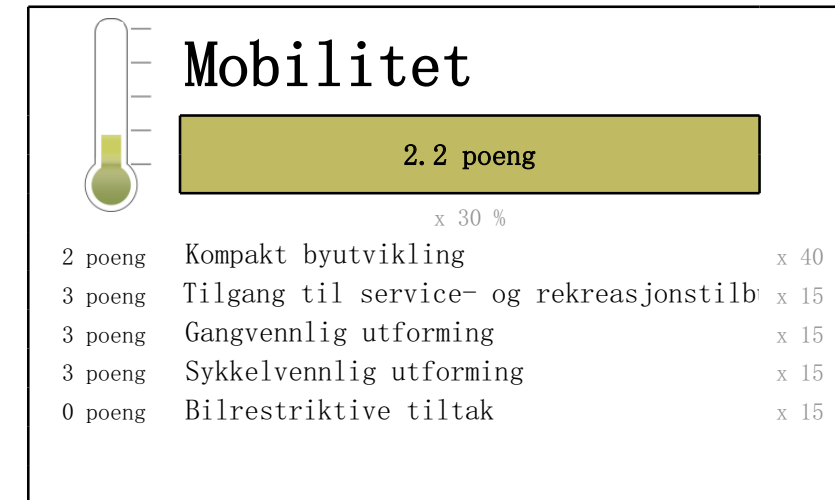 Mobilitet
2.2 poeng
x 30 %
2 poeng Kompakt byutvikling x 40
3 poeng Tilgang til service- og x 15
3 poeng Gangvennlig utforming x 15
3 poeng Sykkelvennlig utforming x 15
0 poeng Bilrestriktive tiltak x 15